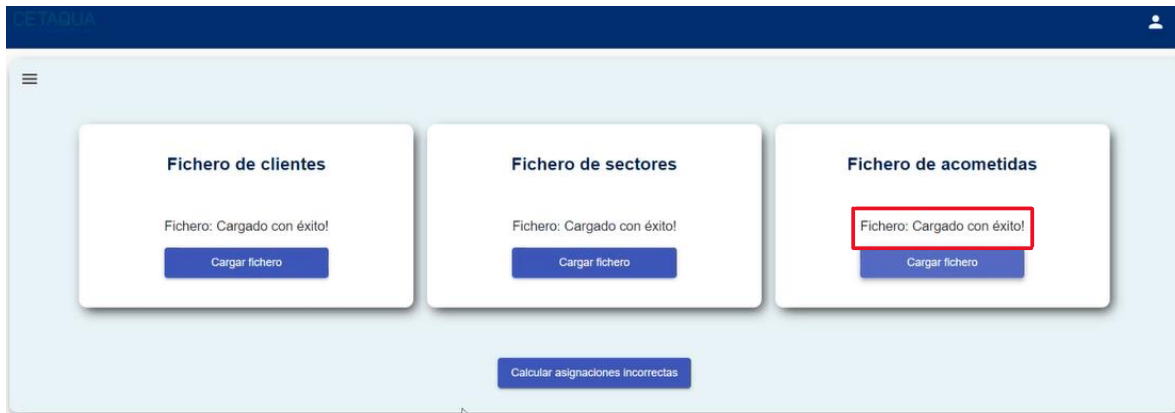 CETAQUA
Fichero de clientes
Fichero: Cargado con éxito!
Cargar fichero
Fichero de sectores
Fichero: Cargado con éxito!
Cargar fichero
Fichero de acometidas
Fichero: Cargado con éxito!
Cargar fichero
Calcular asignaciones incorrectas